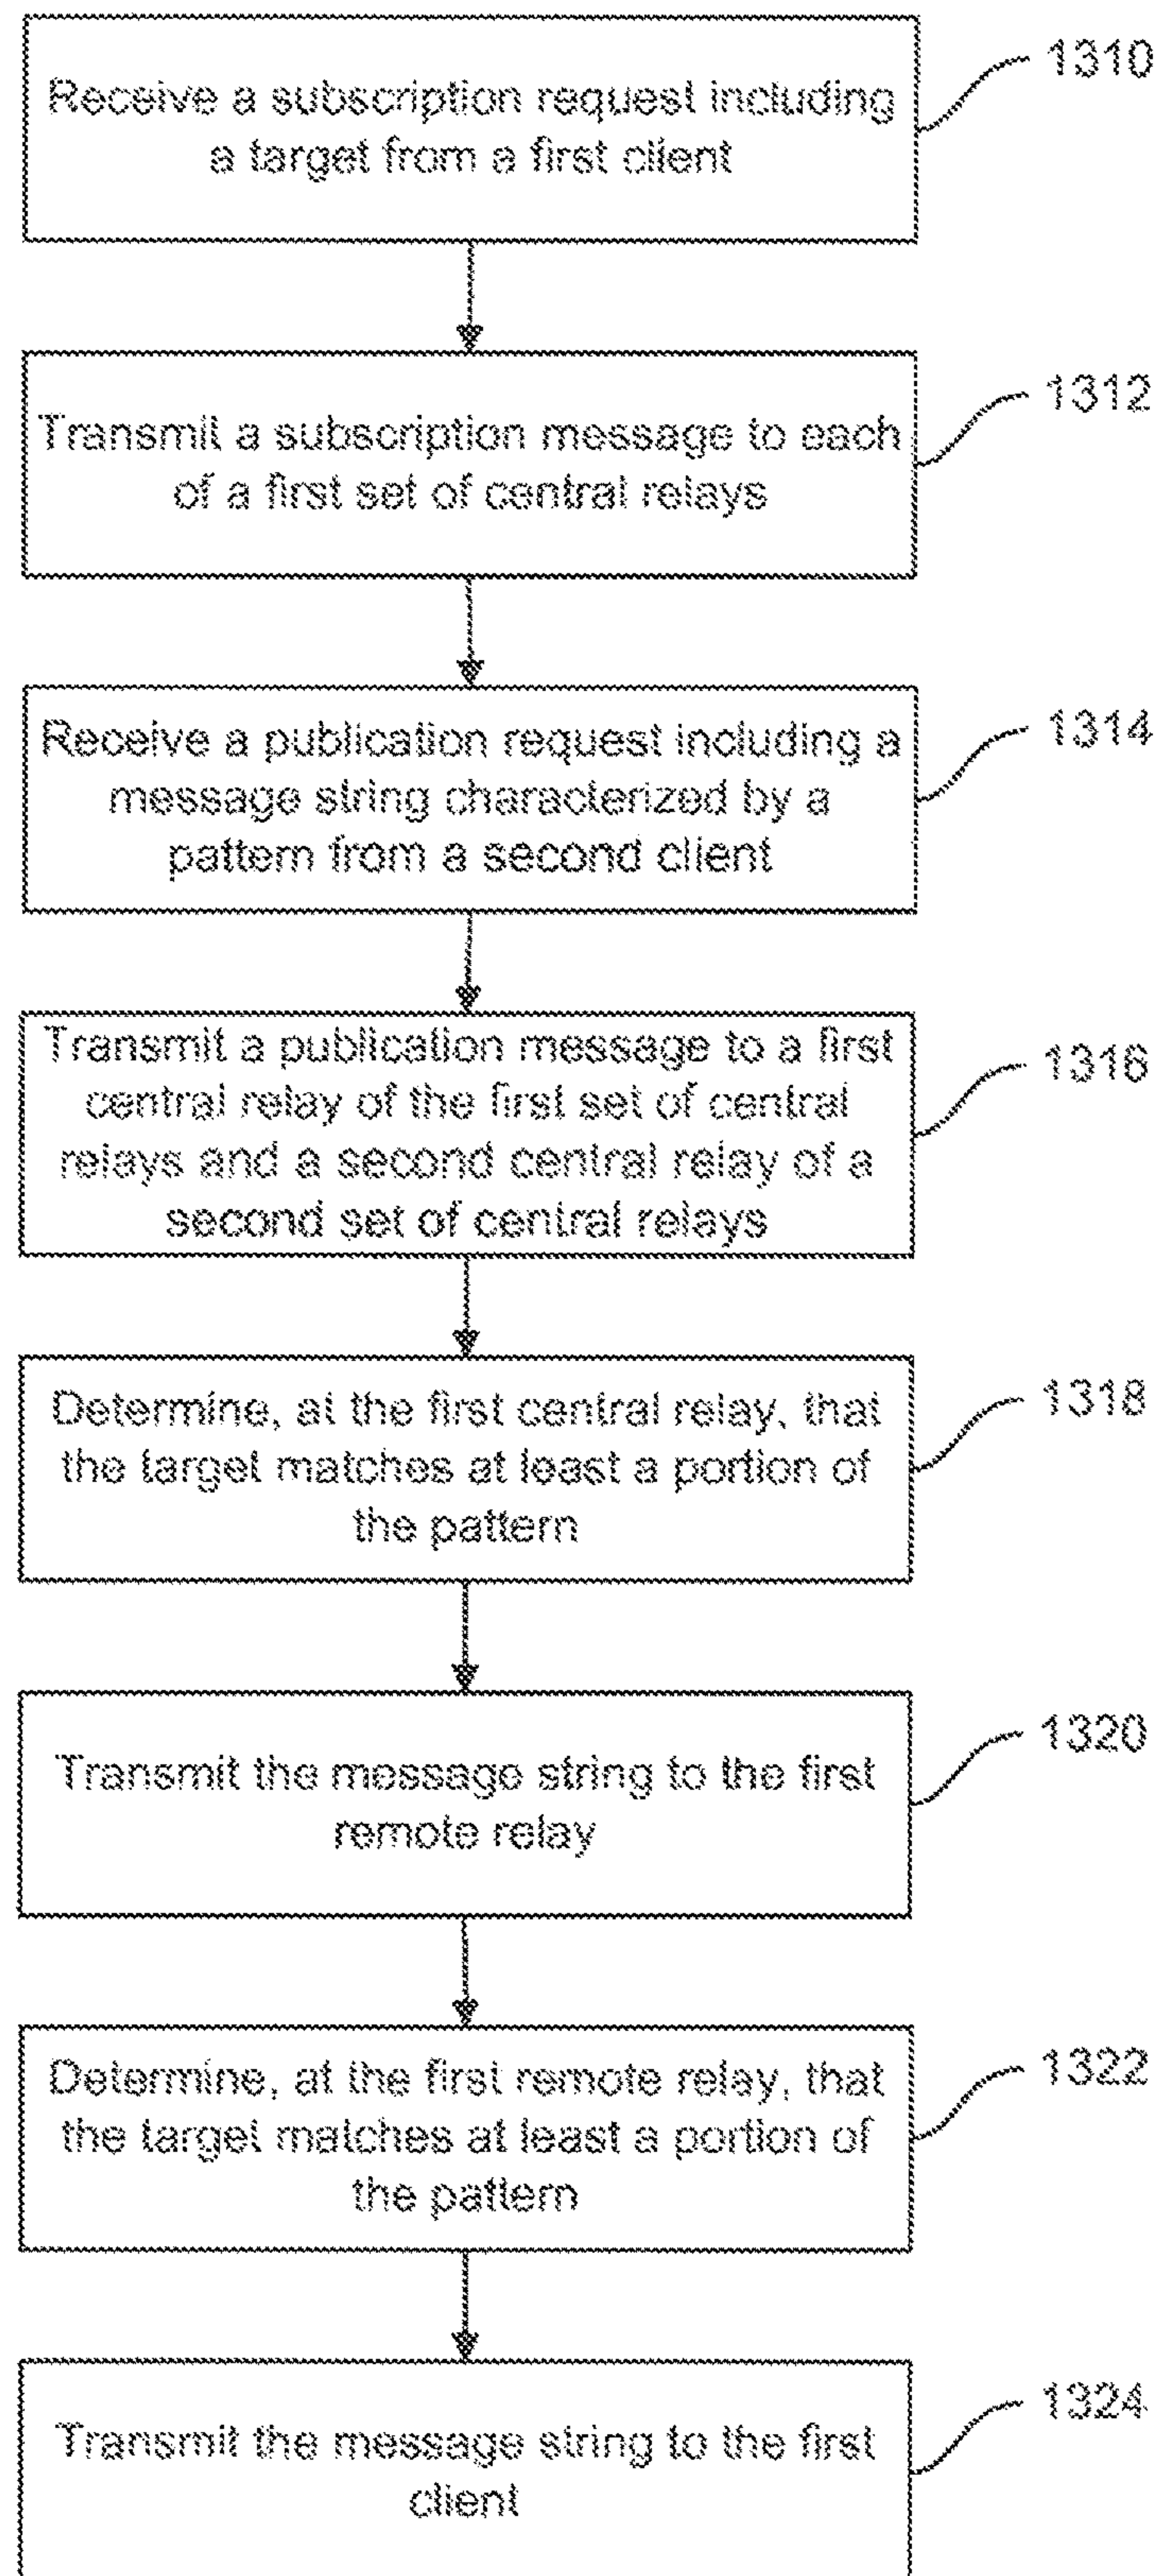 Receive a subscription request including
a target from a first client
1310
Transmit a subscription message to each
of a first set of central relays
1312
Receive a publication request including a
message string characterized by a
pattern from a second client
1314
Transmit a publication message to a first
central relay of the first set of central
relays and a second central relay of a
second set of central relays
1316
Determine, at the first central relay, that
the target matches at least a portion of
the pattern
1318
Transmit the message string to the first
remote relay
1320
Determine, at the first remote relay, that
the target matches at least a portion of
the pattern
1322
Transmit the message string to the first
client
1324